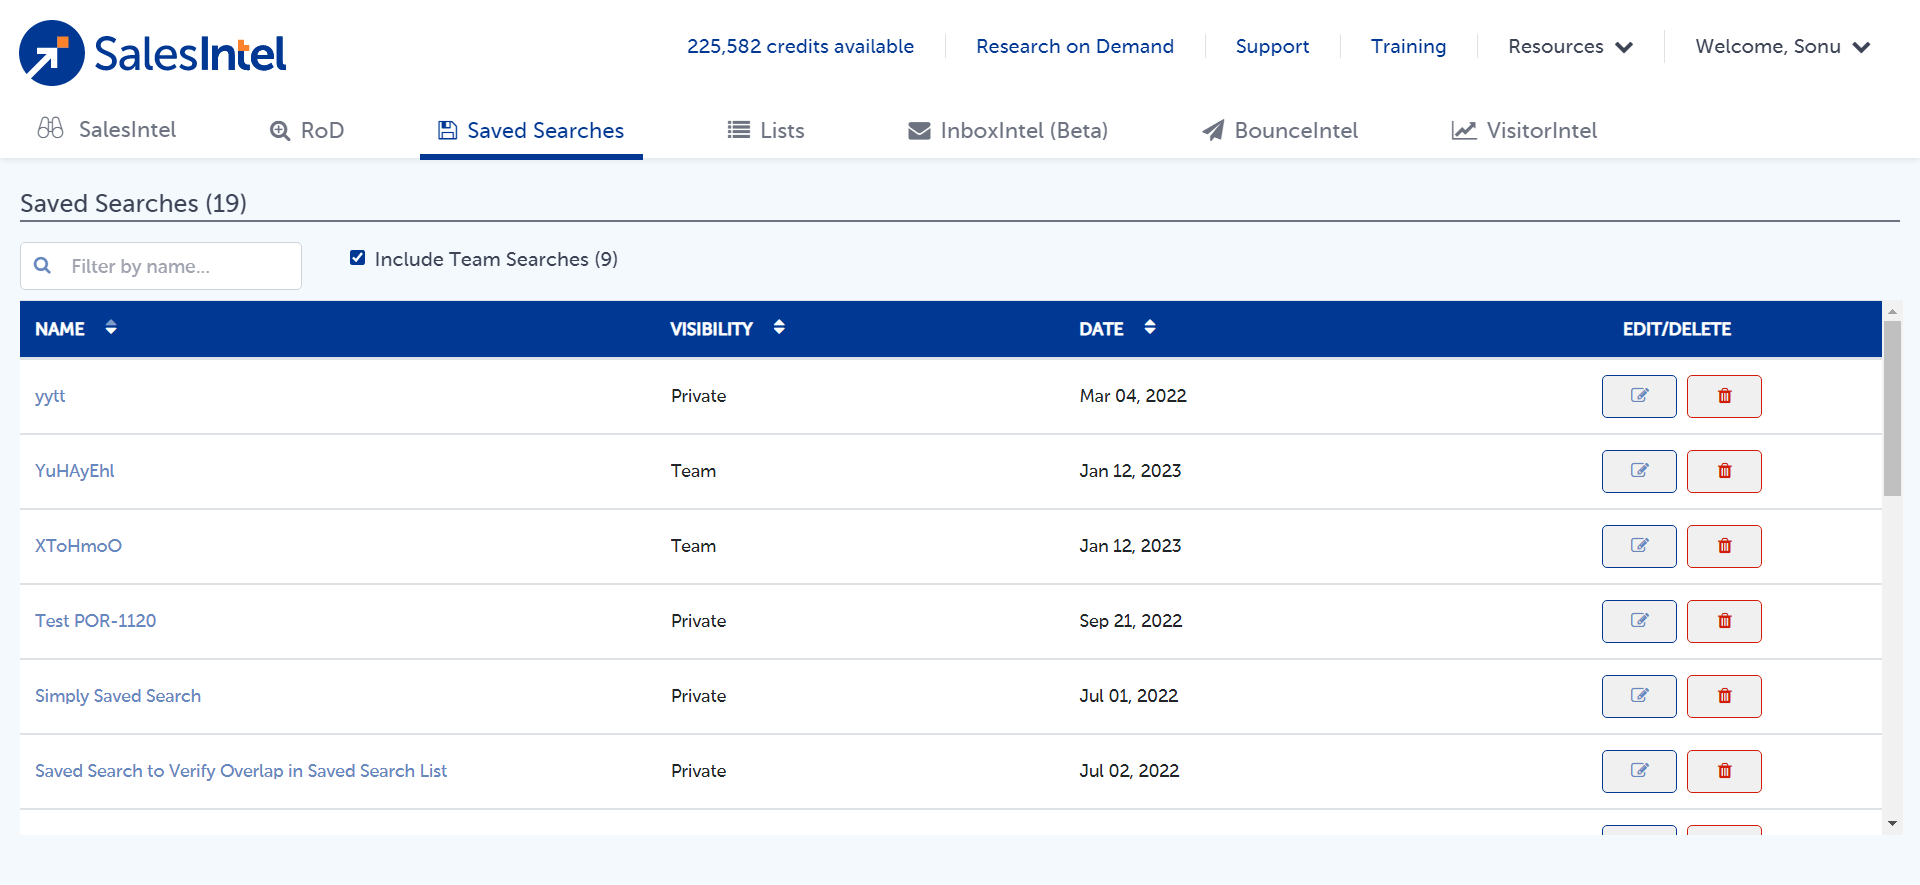 SalesIntel
225,582 credits available
Research on Demand
Support
Training
Resources
Welcome, Sonu
SalesIntel
RoD
Saved Searches
Lists
InboxIntel (Beta)
BounceIntel
VisitorIntel
Saved Searches (19)
Filter by name...
Include Team Searches (9)
NAME VISIBILITY DATE EDIT/DELETE
yytt Private Mar 04, 2022
YuHAyEhl Team Jan 12, 2023
XToHmoO Team Jan 12, 2023
Test POR-1120 Private Sep 21, 2022
Simply Saved Search Private Jul 01, 2022
Saved Search to Verify Overlap in Saved Search List Private Jul 02, 2022